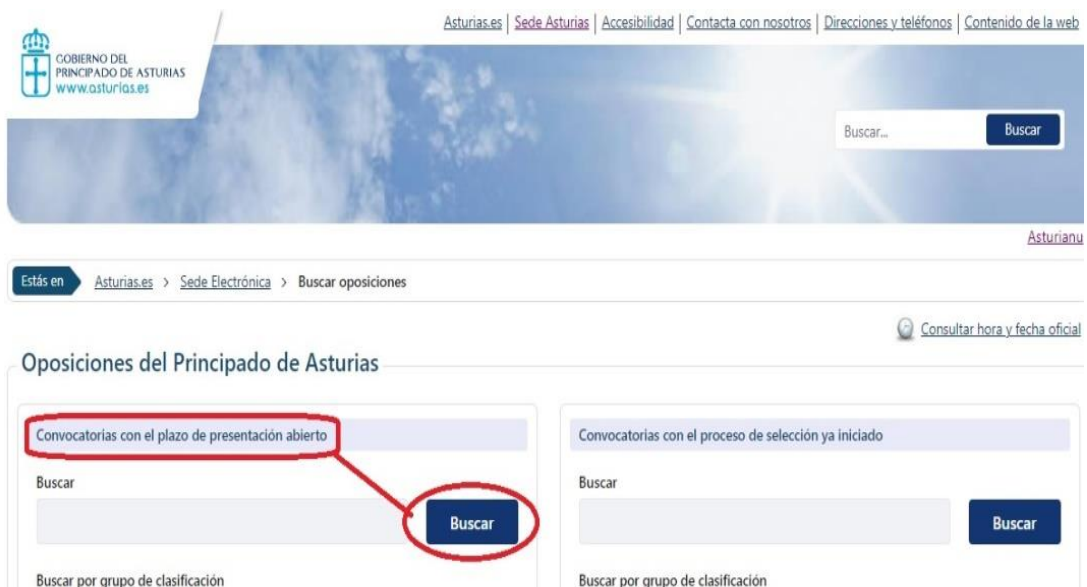 Asturias.es | Sede Asturias | Accesibilidad | Contacta con nosotros | Direcciones y teléfonos | Contenido de la web
GOBIERNO DEL
PRINCIPADO DE ASTURIAS
www.asturias.es
Buscar... Buscar
Asturianu
Estás en Asturias.es > Sede Electrónica > Buscar oposiciones
Consultar hora y fecha oficial
Oposiciones del Principado de Asturias
Convocatorias con el plazo de presentación abierto
Buscar
Buscar
Buscar por grupo de clasificación
Convocatorias con el proceso de selección ya iniciado
Buscar
Buscar
Buscar por grupo de clasificación